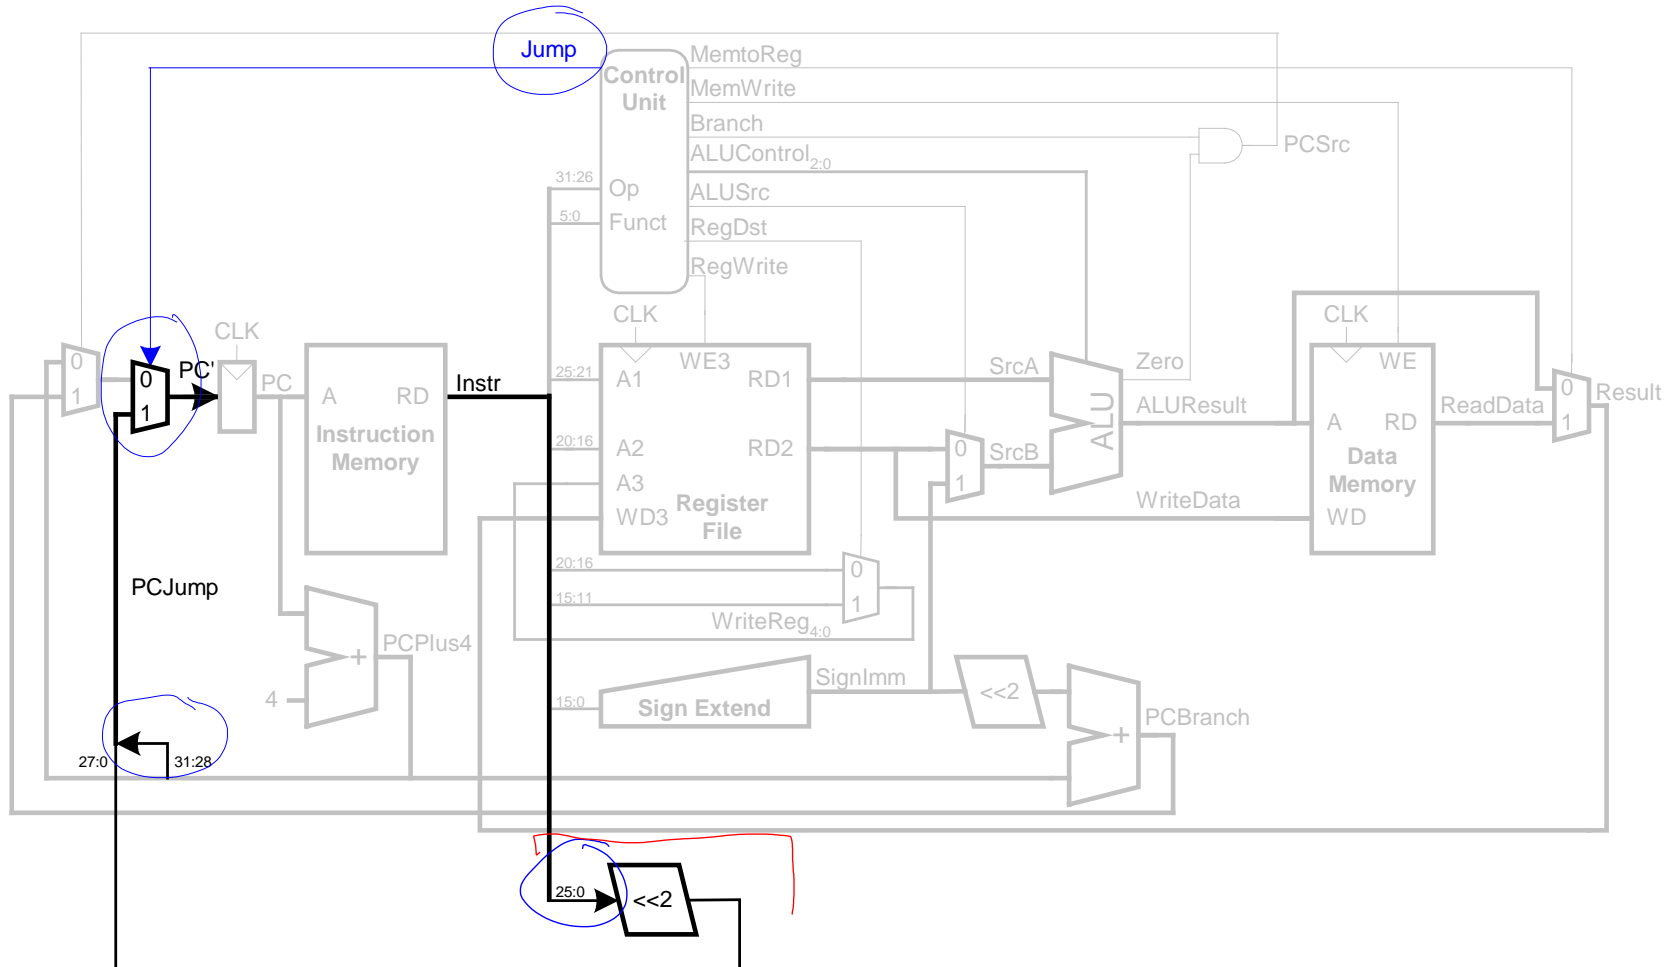 Jump
MemtoReg
Control
Unit
MemWrite
Branch
ALUControl2:0
PCSrc
31:26
Op
ALUSrc
5:0
Funct
RegDst
RegWrite
CLK
CLK
CLK
0
1
0
1
PC'
PC
A
RD
Instr
Instruction
Memory
25:21
A1
WE3
RD1
SrcA
Zero
WE
20:16
A2
RD2
0
1
SrcB
ALU
ALUResult
A
RD
ReadData
0
1
Result
Data
Memory
A3
Register
File
WD3
WriteData
WD
20:16
0
15:11
1
WriteReg4:0
PCJump
PCPlus4
+
4
15:0
Sign Extend
SignImm
<<2
+
PCBranch
27:0
31:28
25:0
<<2